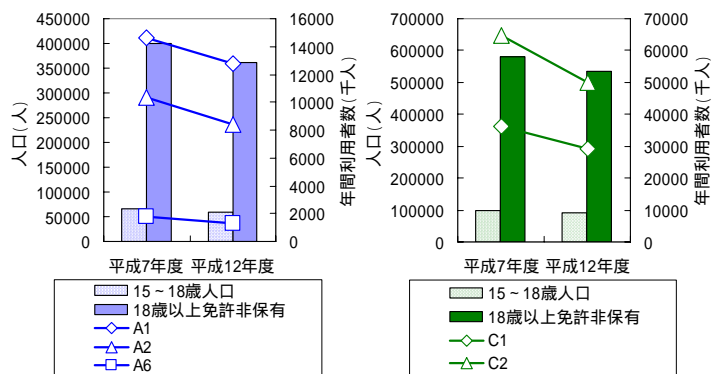 450000
400000
350000
300000
250000
200000
150000
100000
50000
0
人口(人)
16000
14000
12000
10000
8000
6000
4000
2000
0
年間利用者数(千人)
平成7年度 平成12年度
15～18歳人口
18歳以上免許非保有
A1
A2
A6
700000
600000
500000
400000
300000
200000
100000
0
人口(人)
70000
60000
50000
40000
30000
20000
10000
0
年間利用者数(千人)
平成7年度 平成12年度
15～18歳人口
18歳以上免許非保有
C1
C2